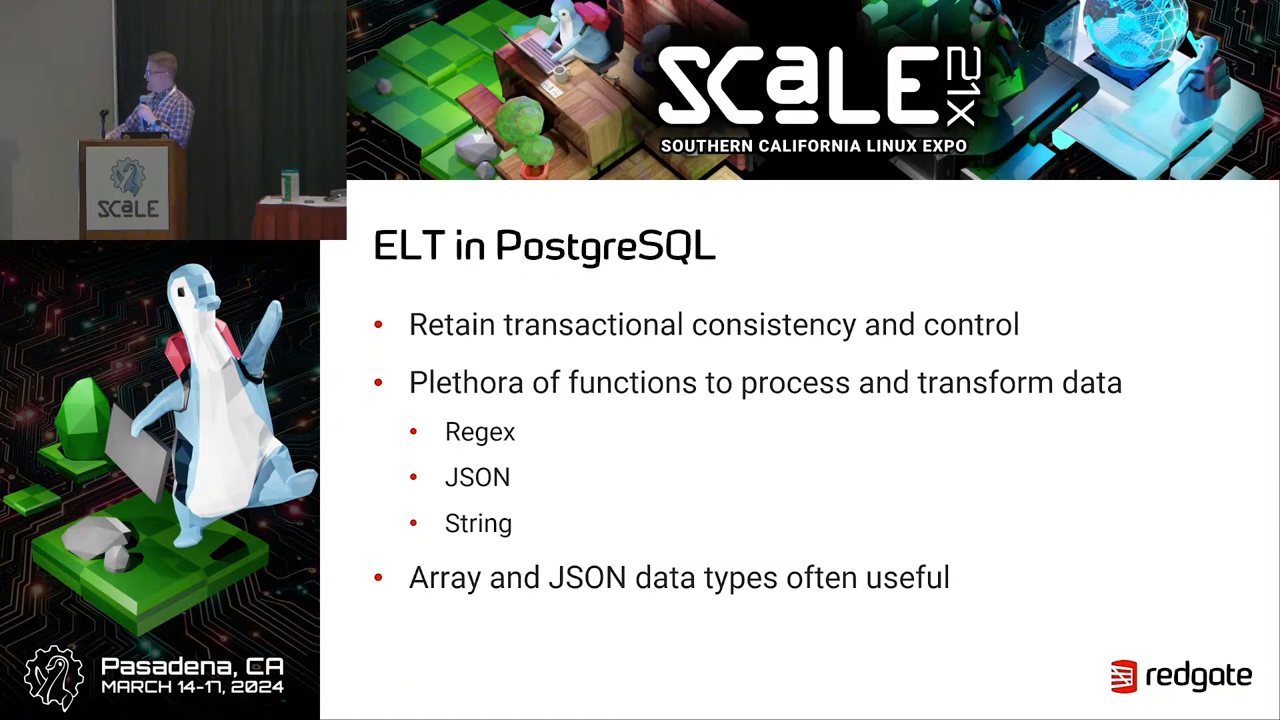 SCaLE 21X
SOUTHERN CALIFORNIA LINUX EXPO
SCaLE
ELT in PostgreSQL
• Retain transactional consistency and control
• Plethora of functions to process and transform data
• Regex
• JSON
• String
• Array and JSON data types often useful
Pasadena, CA
MARCH 14-17, 2024
redgate